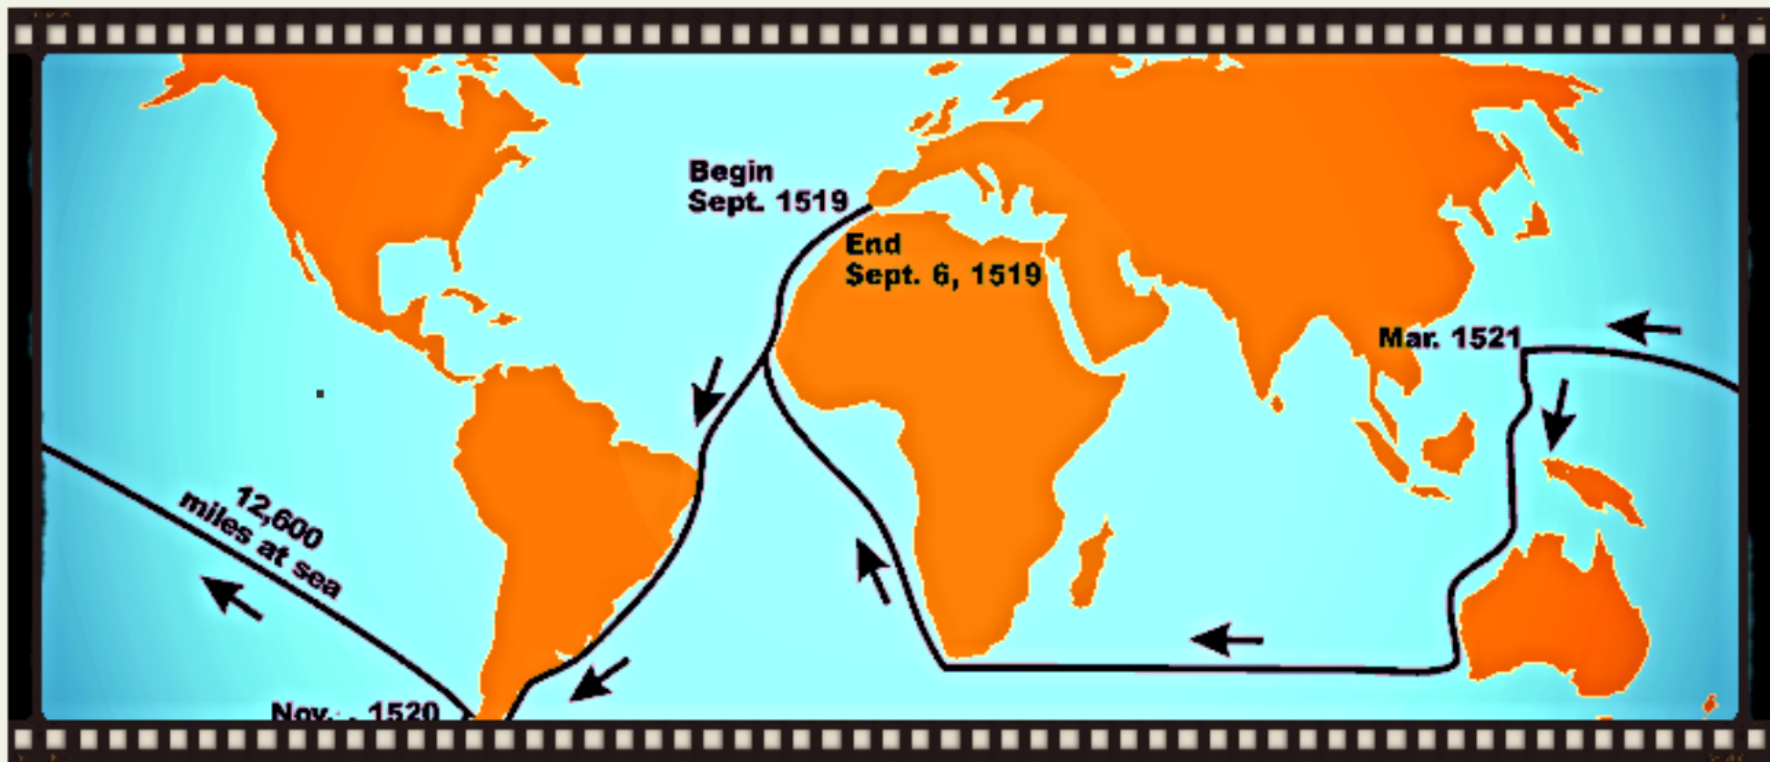 Begin
Sept. 1519
End
Sept. 6, 1519
Mar. 1521
12,600
miles at sea
Nov. . 1520